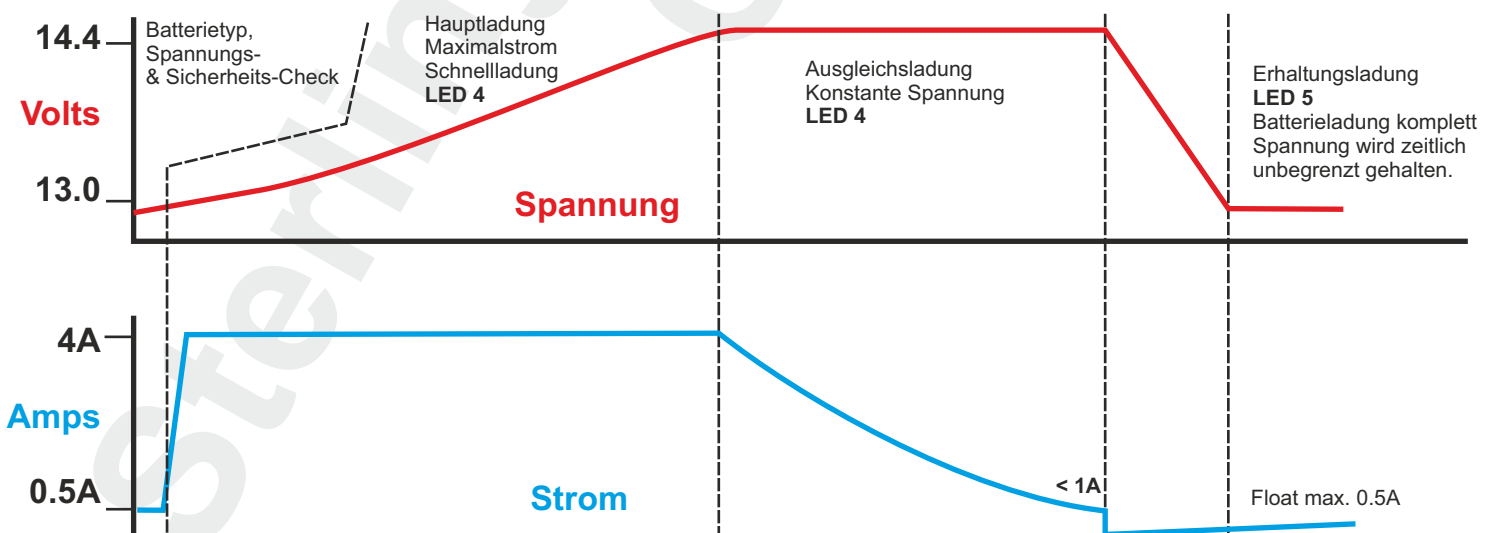 14.4
Volts
13.0
Batterietyp,
Spannungs-
& Sicherheits-Check
Hauptladung
Maximalstrom
Schnellladung
LED 4
Ausgleichsladung
Konstante Spannung
LED 4
Erhaltungsladung
LED 5
Batterieladung komplett
Spannung wird zeitlich
unbegrenzt gehalten.
Spannung
4A
Amps
0.5A
Strom
< 1A
Float max. 0.5A
Sterling